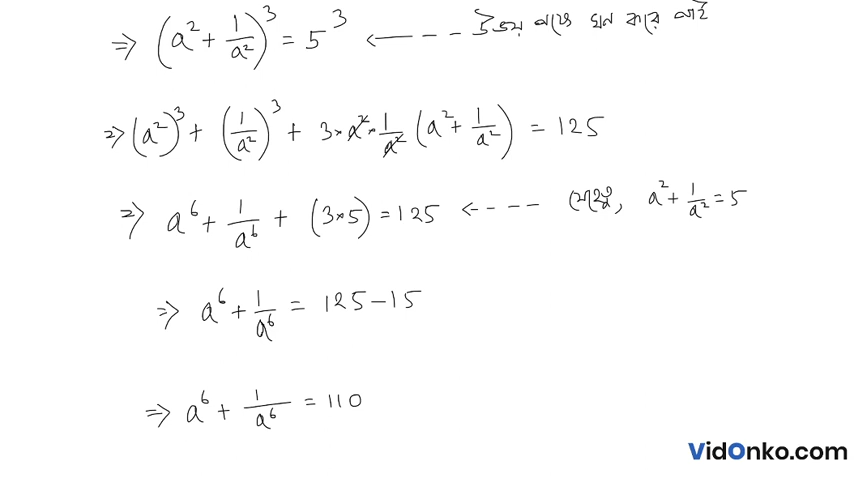 ⇒ (a² + 1/a²)³ = 5³ ←--- উভয় পক্ষে ঘন করে পাই
⇒ (a²)³ + (1/a²)³ + 3×a²×1/a² (a² + 1/a²) = 125
⇒ a⁶ + 1/a⁶ + (3×5) = 125 ←---- যেহেতু, a² + 1/a² = 5
⇒ a⁶ + 1/a⁶ = 125 – 15
⇒ a⁶ + 1/a⁶ = 110
VidOnko.com